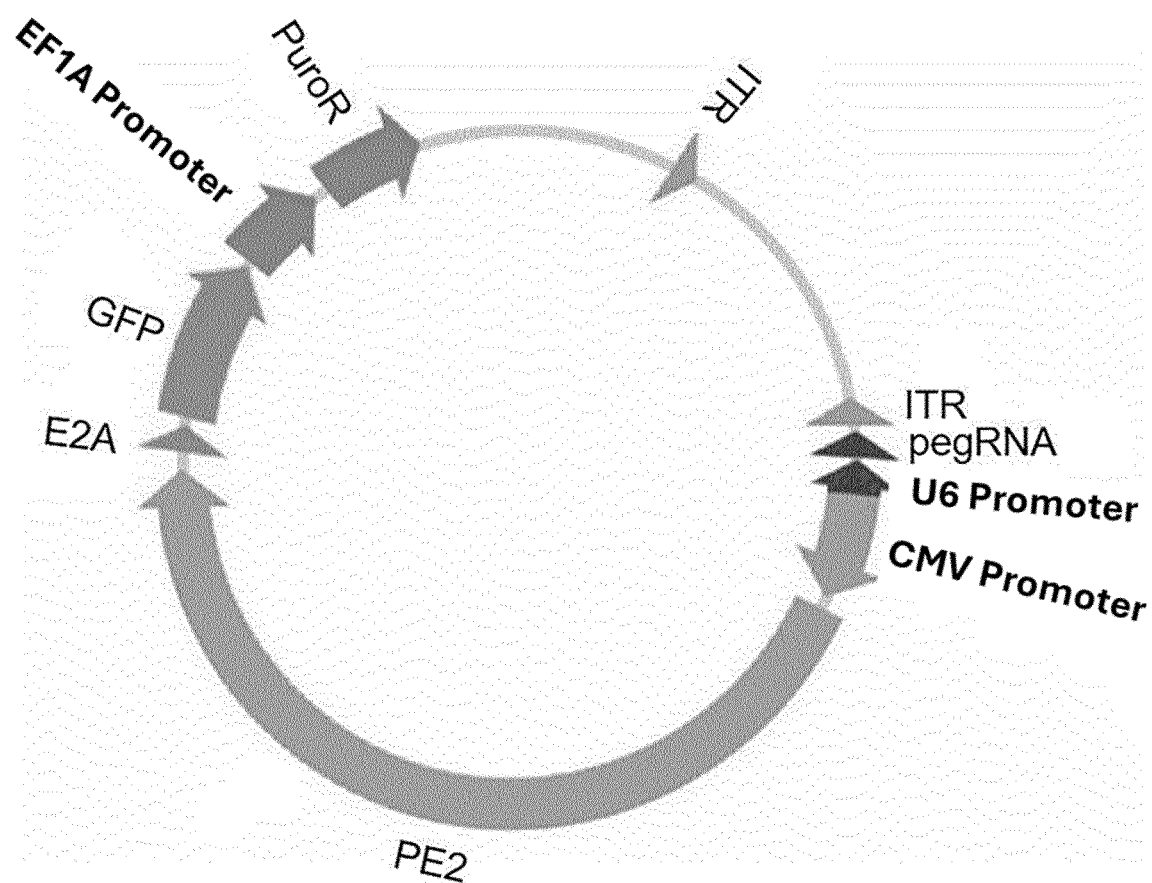 EF1A Promoter
PuroR
ITR
GFP
E2A
ITR
pegRNA
U6 Promoter
CMV Promoter
PE2